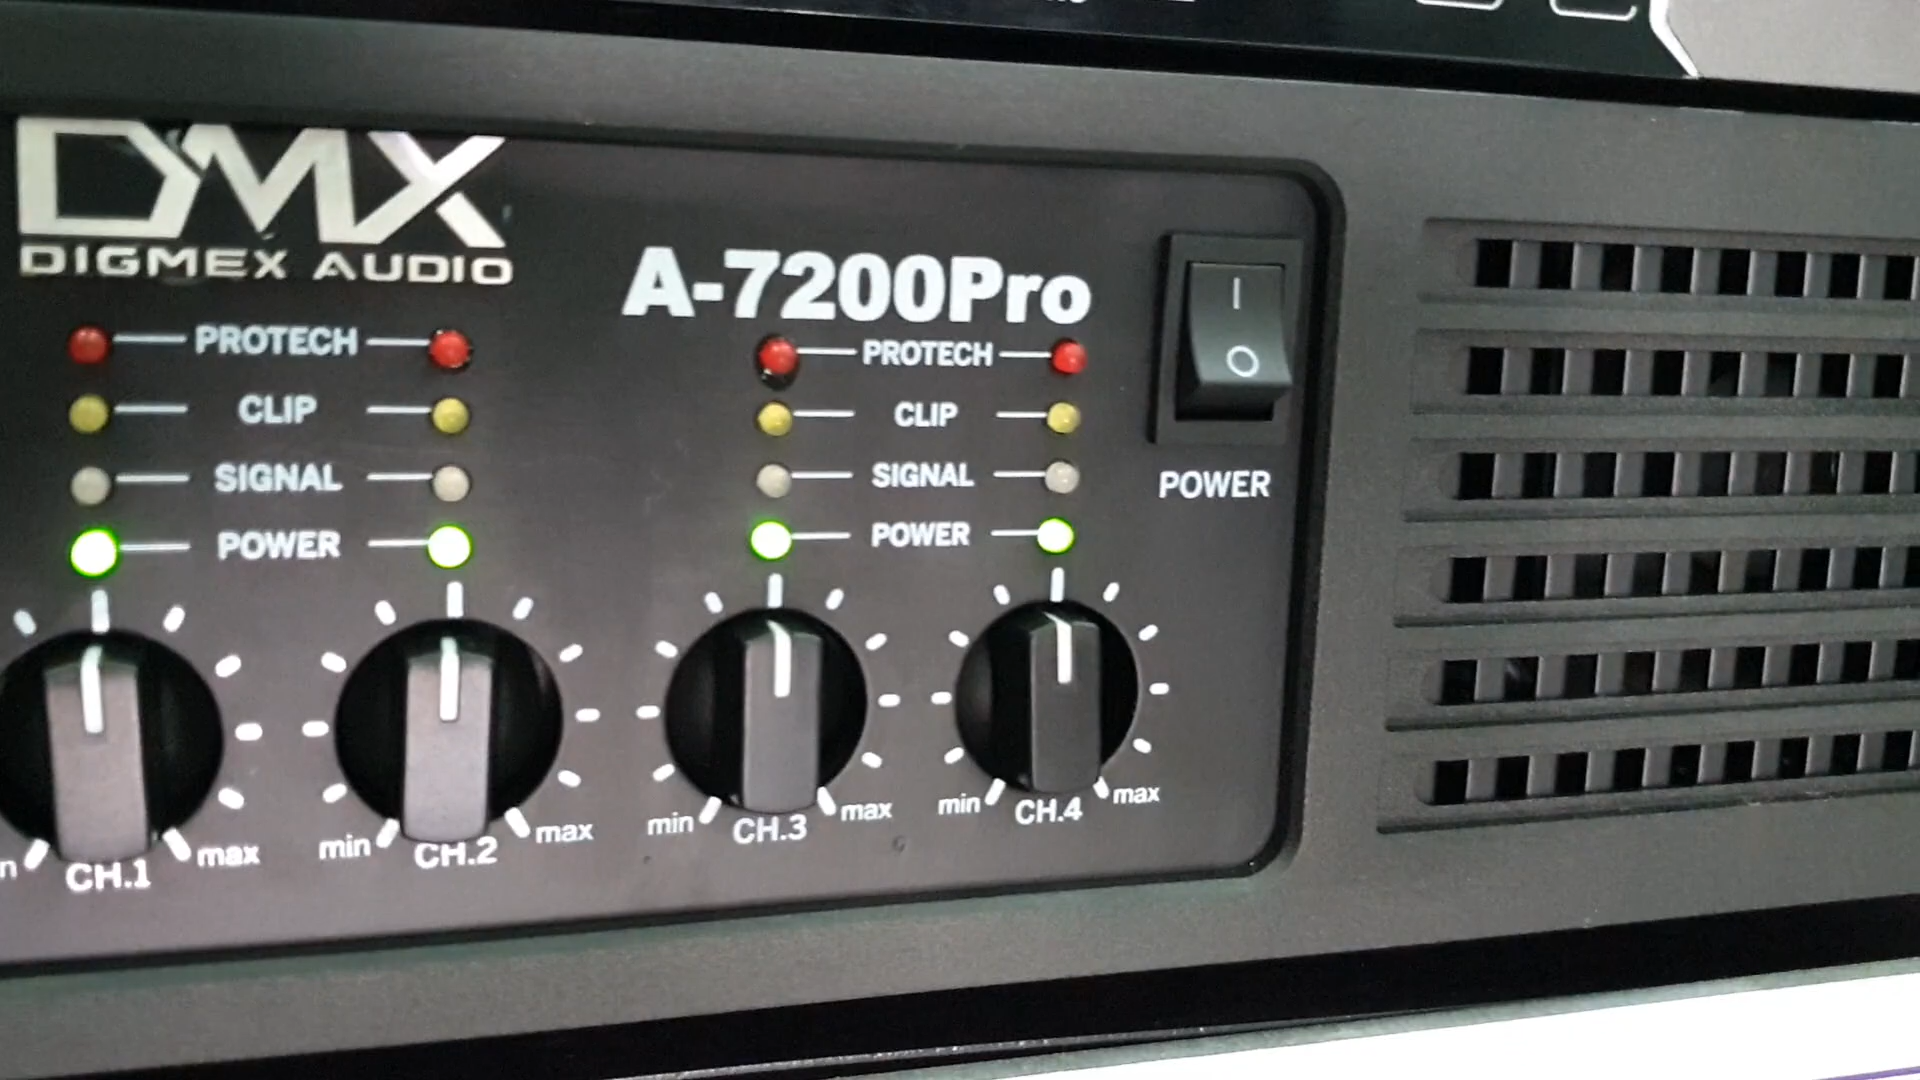 DMX
DIGMEX AUDIO
A-7200Pro
PROTECH
CLIP
SIGNAL
POWER
PROTECH
CLIP
SIGNAL
POWER
POWER
max
CH.1
min
max
CH.2
min
max
CH.3
min
max
CH.4